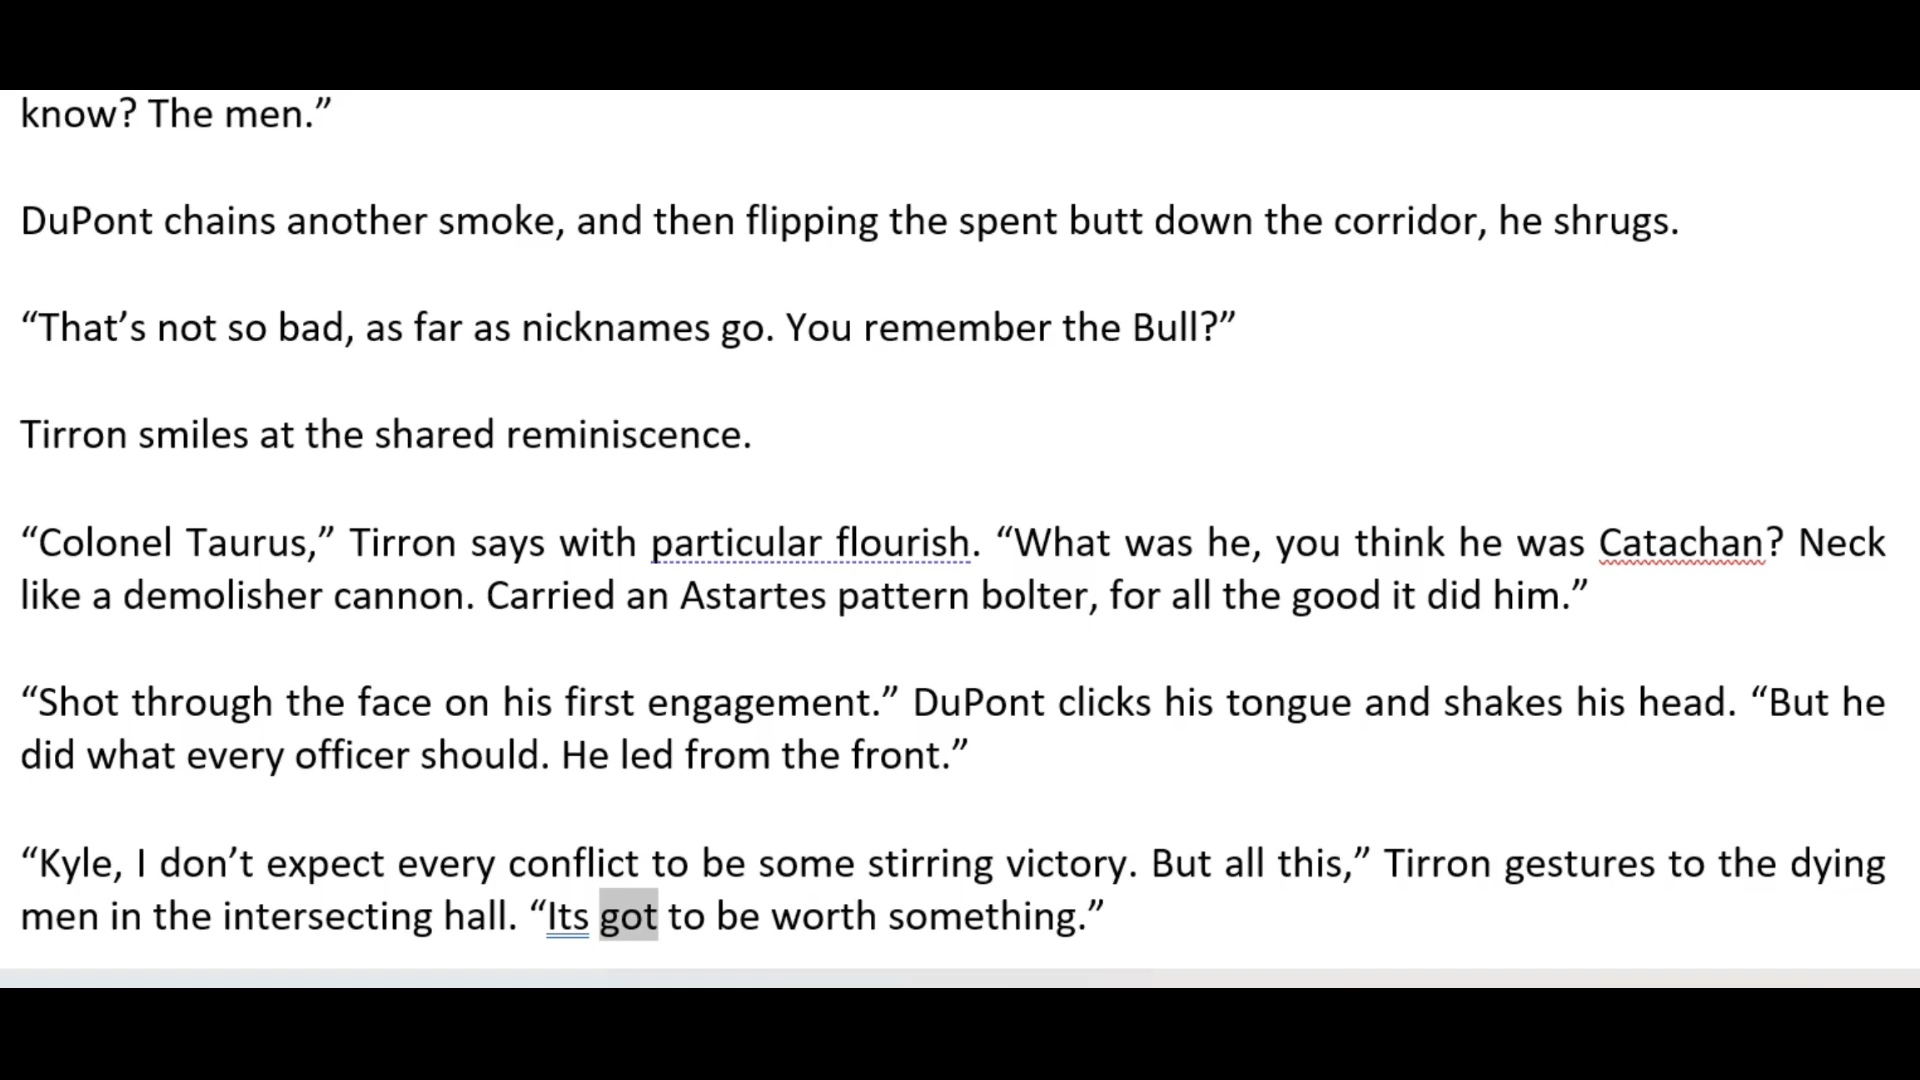 know? The men.”
DuPont chains another smoke, and then flipping the spent butt down the corridor, he shrugs.
“That’s not so bad, as far as nicknames go. You remember the Bull?”
Tirron smiles at the shared reminiscence.
“Colonel Taurus,” Tirron says with particular flourish. “What was he, you think he was Catachan? Neck
like a demolisher cannon. Carried an Astartes pattern bolter, for all the good it did him.”
“Shot through the face on his first engagement.” DuPont clicks his tongue and shakes his head. “But he
did what every officer should. He led from the front.”
“Kyle, I don’t expect every conflict to be some stirring victory. But all this,” Tirron gestures to the dying
men in the intersecting hall. “Its got to be worth something.”